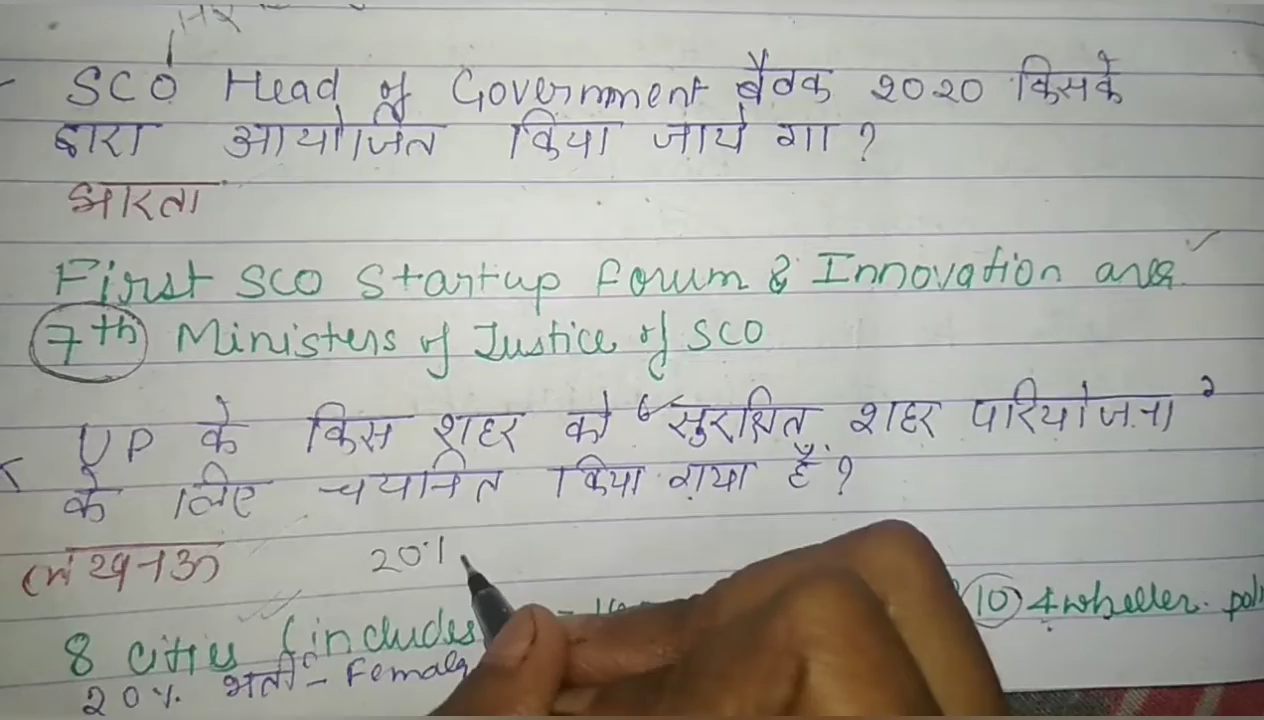 SCO Head of Government बैठक 2020 किसके
द्वारा आयोजित किया जाये गा ?
भारत
First SCO Startup Forum & Innovation area
7th Ministers of Justice of SCO
UP के किस शहर को "सुरक्षित शहर परियोजना"
के लिए चयनित किया गया है ?
लखनऊ
20%
8 cities (includes
10 4 wheeler.
20% भर्ती - Female